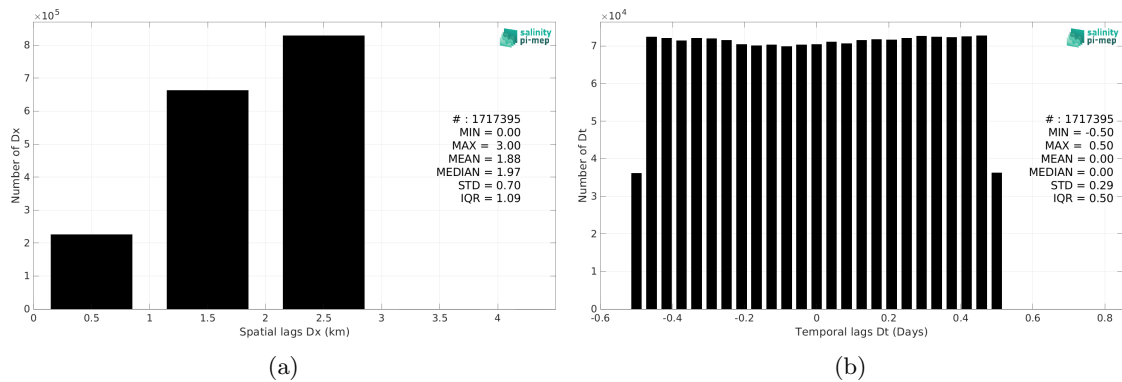 ×10^5
8
7
6
5
4
3
2
1
0
Number of Dx
0 0.5 1 1.5 2 2.5 3 3.5 4
Spatial lags Dx (km)
salinity
pi-mep
# : 1717395
MIN = 0.00
MAX = 3.00
MEAN = 1.88
MEDIAN = 1.97
STD = 0.70
IQR = 1.09
(a)
×10^4
7
6
5
4
3
2
1
0
Number of Dt
-0.6 -0.4 -0.2 0 0.2 0.4 0.6 0.8
Temporal lags Dt (Days)
salinity
pi-mep
# : 1717395
MIN = -0.50
MAX = 0.50
MEAN = 0.00
MEDIAN = 0.00
STD = 0.29
IQR = 0.50
(b)